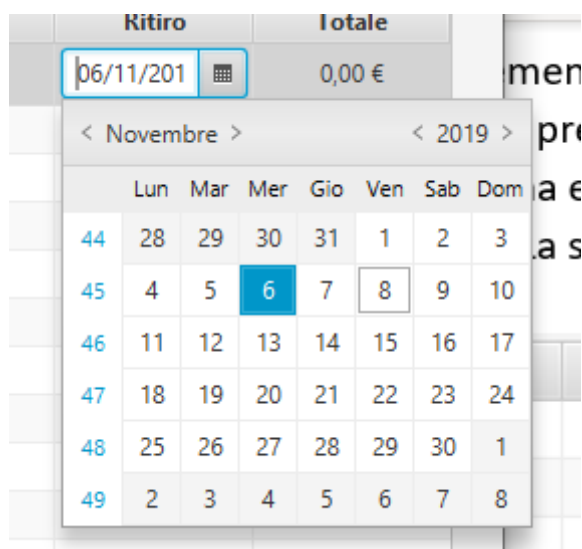 Ritiro Totale
06/11/201 0,00 €
< Novembre > < 2019 >
Lun Mar Mer Gio Ven Sab Dom
44 28 29 30 31 1 2 3
45 4 5 6 7 8 9 10
46 11 12 13 14 15 16 17
47 18 19 20 21 22 23 24
48 25 26 27 28 29 30 1
49 2 3 4 5 6 7 8